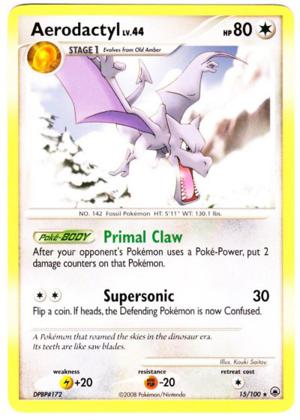 Aerodactyl LV.44 HP 80
STAGE 1 Evolves from Old Amber
NO. 142 Fossil Pokémon HT: 5'11" WT: 130.1 lbs.
Poké-BODY Primal Claw
After your opponent's Pokémon uses a Poké-Power, put 2
damage counters on that Pokémon.
Supersonic 30
Flip a coin. If heads, the Defending Pokémon is now Confused.
A Pokémon that roamed the skies in the dinosaur era.
Its teeth are like saw blades.
Illus. Kouki Saitou
weakness resistance retreat cost
+20 -20
DPBP#172 ©2008 Pokémon/Nintendo 15/100 ★